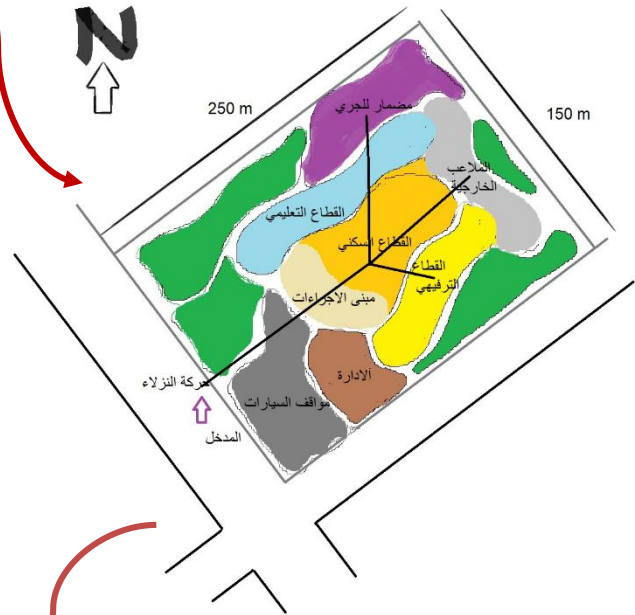 N
250 m
مضمار للجري
150 m
الملاعب
الخارجية
القطاع التعليمي
القطاع السكني
القطاع
الترفيهي
مبنى الاجراءات
حركة النزلاء
الادارة
مواقف السيارات
المدخل